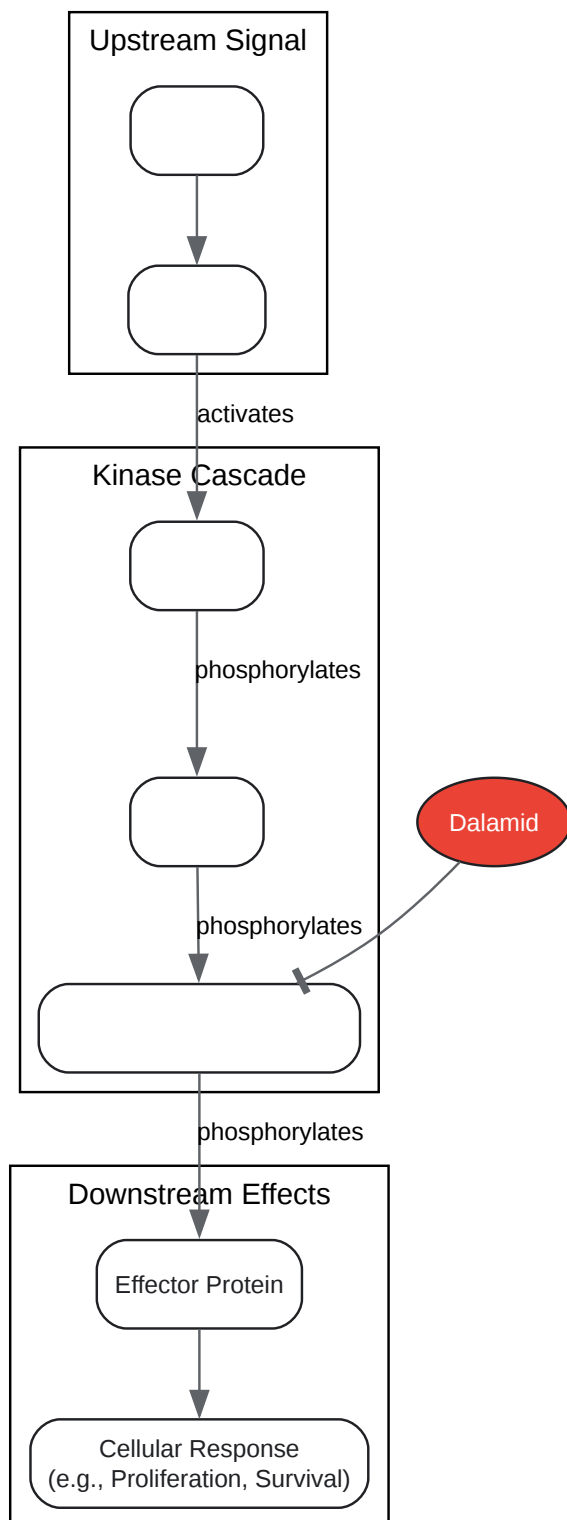 Upstream Signal
activates
Kinase Cascade
phosphorylates
Dalamid
phosphorylates
phosphorylates
Downstream Effects
Effector Protein
Cellular Response
(e.g., Proliferation, Survival)